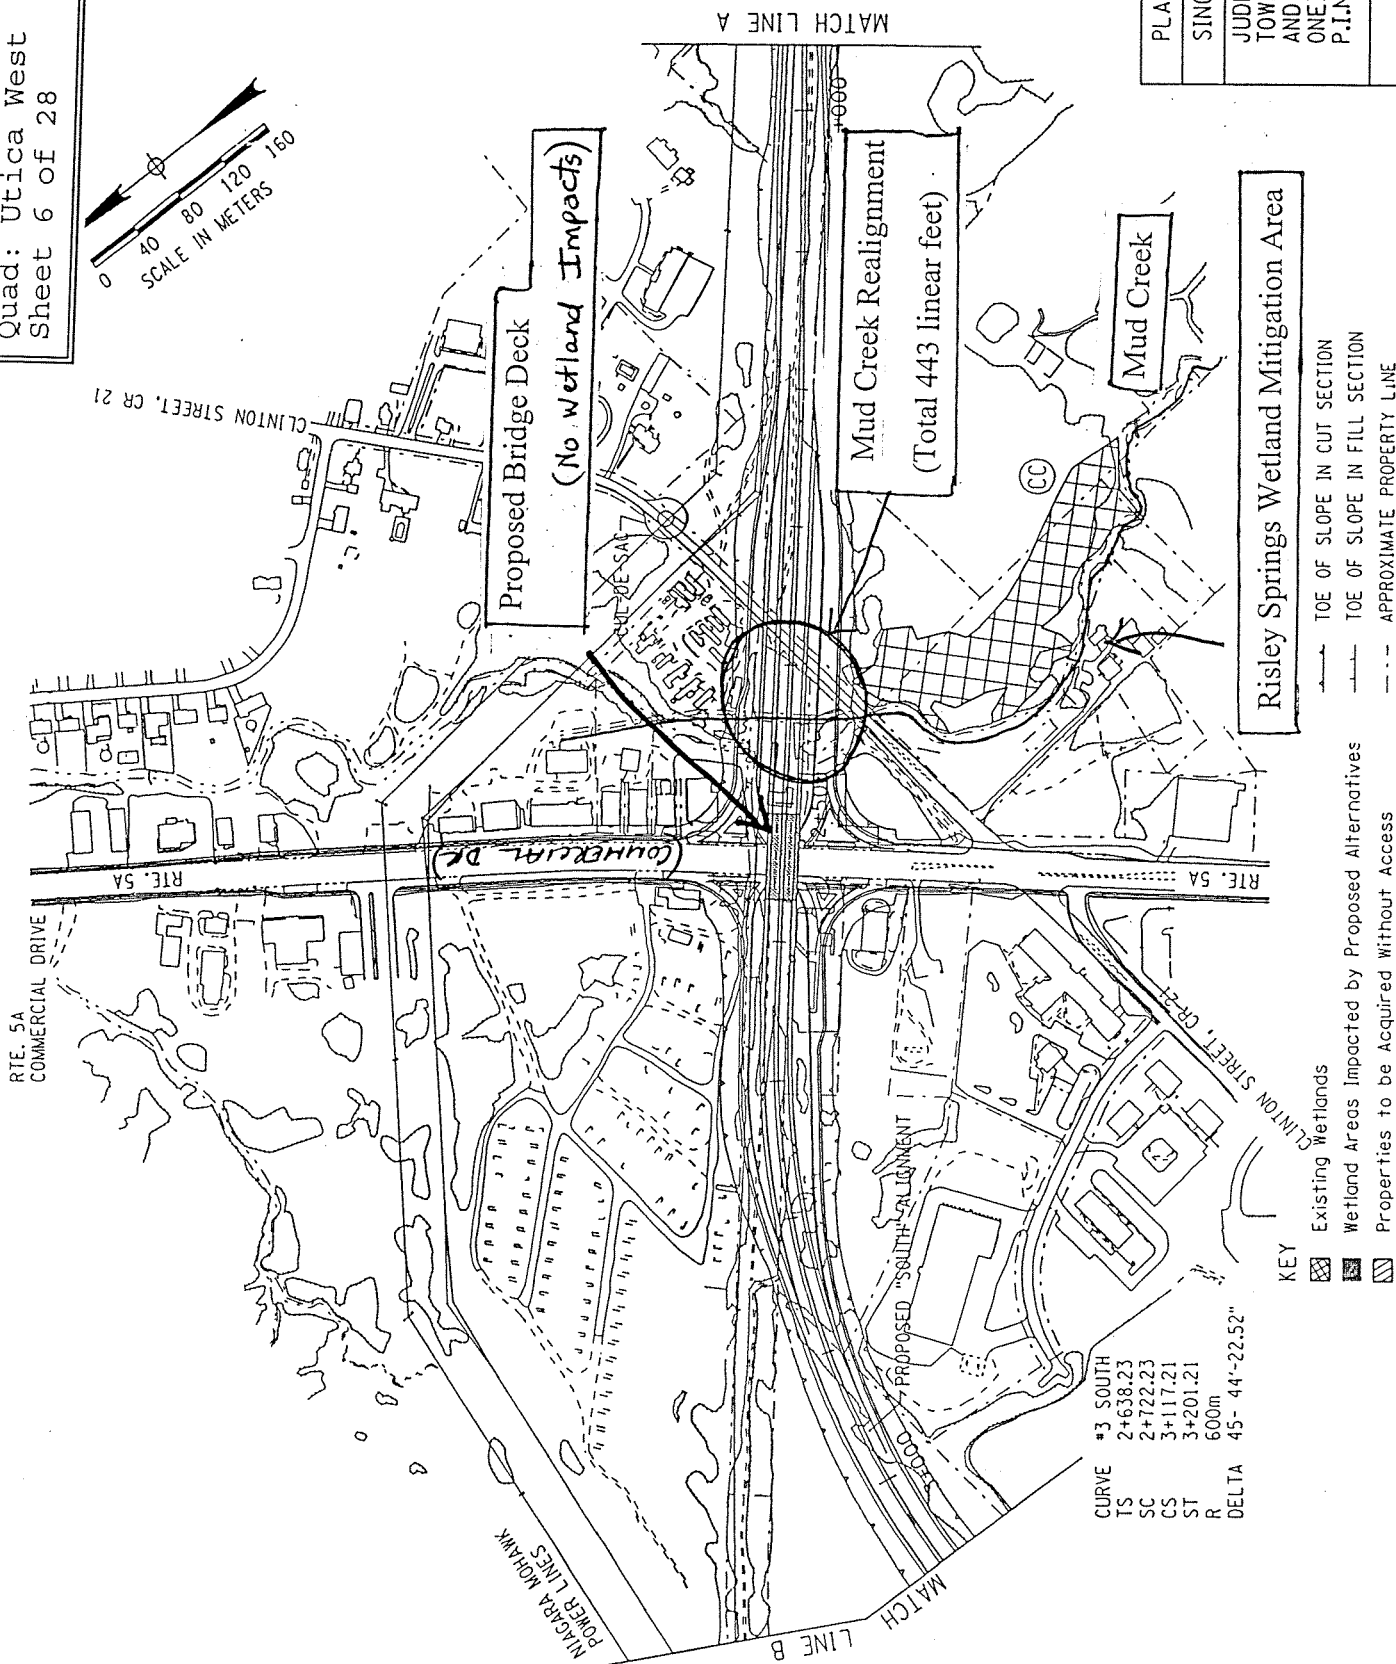 Quad: Utica West
Sheet 6 of 28
0 40 80 120 160
SCALE IN METERS
MATCH LINE A
CLINTON STREET, CR 21
Proposed Bridge Deck
(No Wetland Impacts)
Mud Creek Realignment
(Total 443 linear feet)
Mud Creek
Risley Springs Wetland Mitigation Area
CC
CUL-DE-SAC
+000
RTE. 5A
COMMERCIAL DRIVE
RTE. 5A
(COMMERCIAL DR)
RTE. 5A
CLINTON STREET, CR 21
PROPOSED "SOUTH" ALIGNMENT
NIAGARA MOHAWK
POWER LINES
MATCH
LINE B
CURVE #3 SOUTH
TS 2+638.23
SC 2+722.23
CS 3+117.21
ST 3+201.21
R 600m
DELTA 45- 44'-22.52"
KEY
Existing Wetlands
Wetland Areas Impacted by Proposed Alternatives
Properties to be Acquired Without Access
TOE OF SLOPE IN CUT SECTION
TOE OF SLOPE IN FILL SECTION
APPROXIMATE PROPERTY LINE
PLA
SING
JUD
TOW
AND
ONE
P.I.N